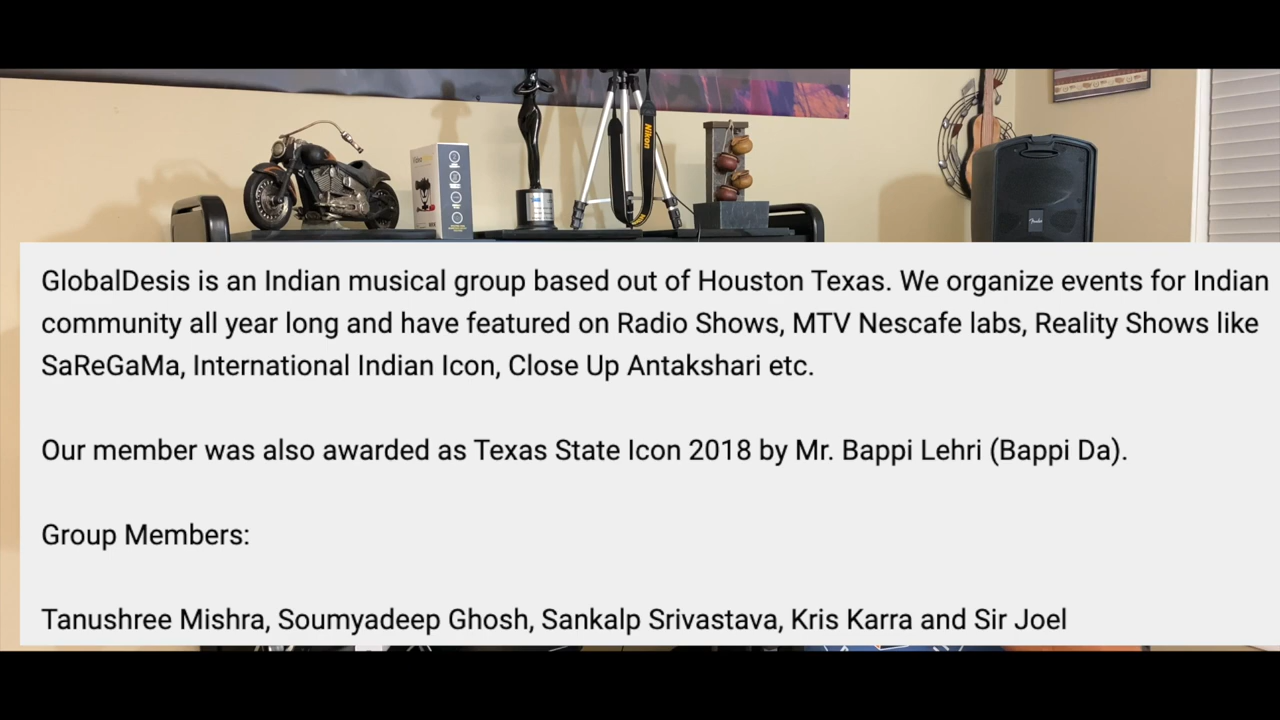 Nikon
Fender
GlobalDesis is an Indian musical group based out of Houston Texas. We organize events for Indian
community all year long and have featured on Radio Shows, MTV Nescafe labs, Reality Shows like
SaReGaMa, International Indian Icon, Close Up Antakshari etc.
Our member was also awarded as Texas State Icon 2018 by Mr. Bappi Lehri (Bappi Da).
Group Members:
Tanushree Mishra, Soumyadeep Ghosh, Sankalp Srivastava, Kris Karra and Sir Joel